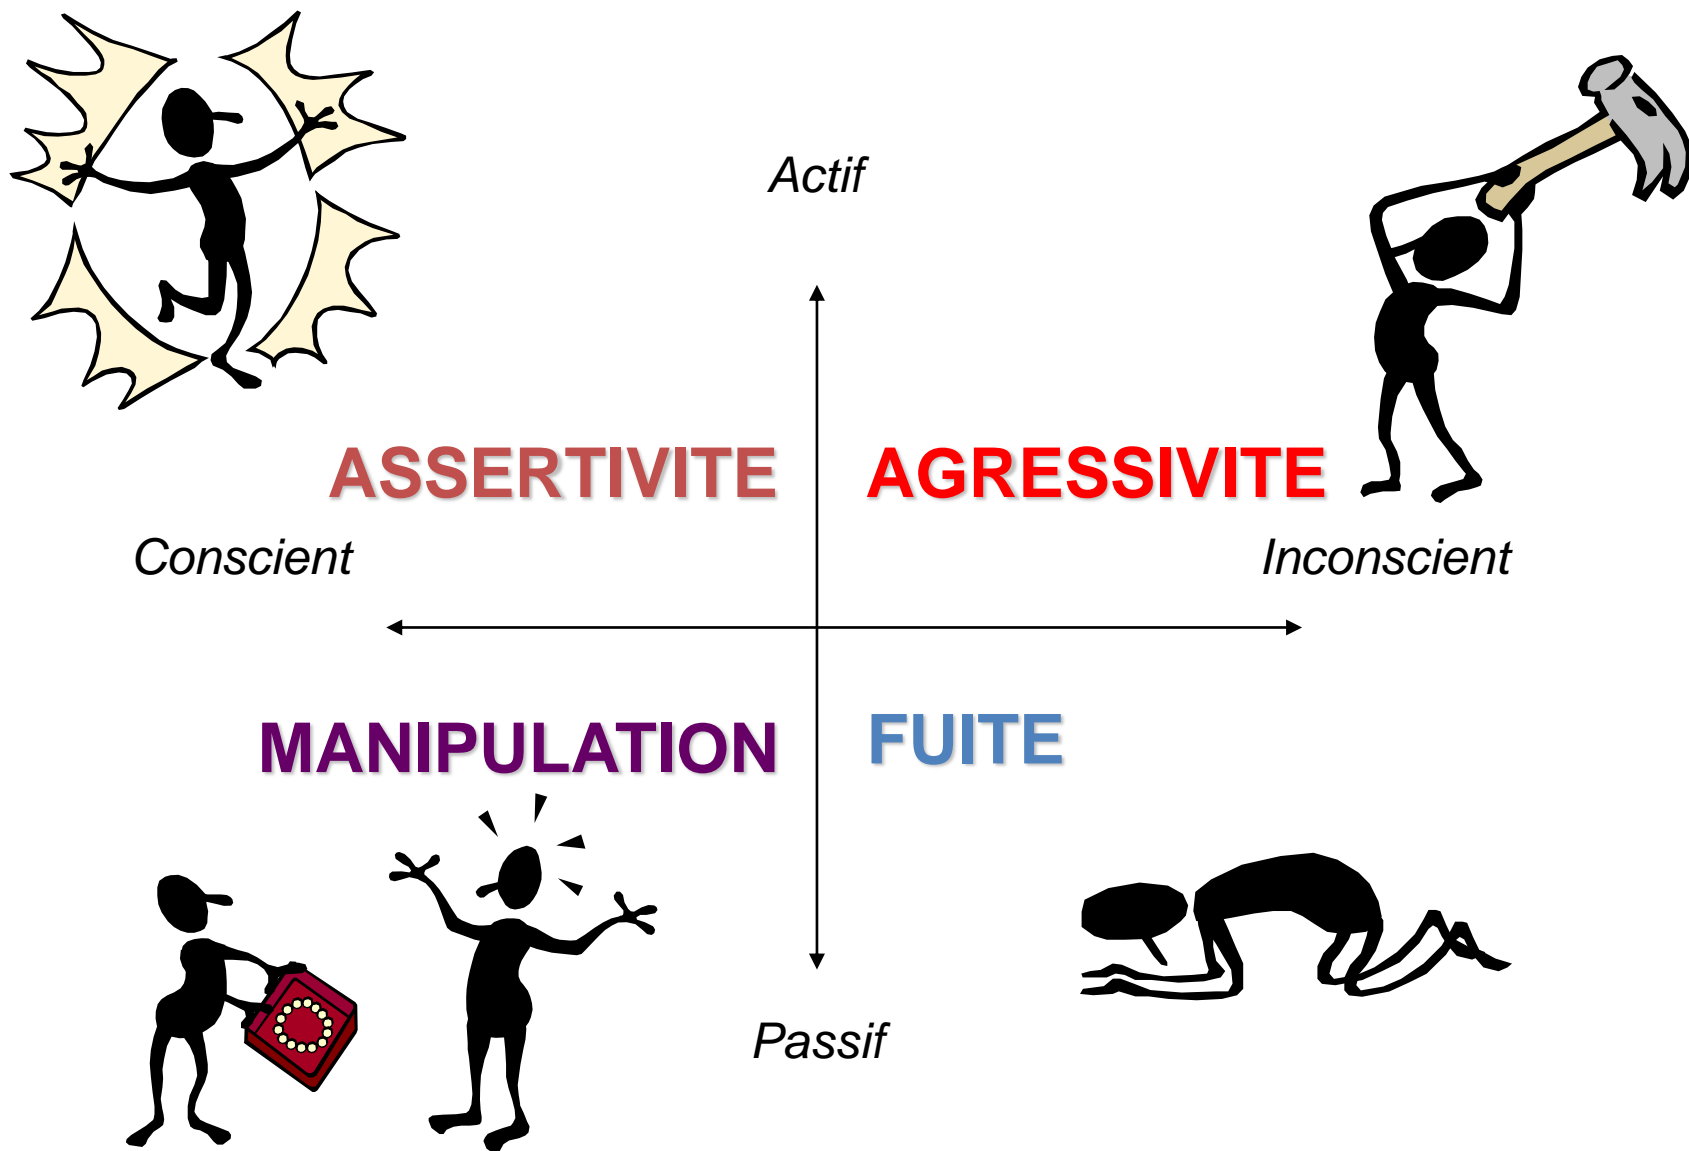 Actif
ASSERTIVITE AGRESSIVITE
Conscient Inconscient
MANIPULATION FUITE
Passif